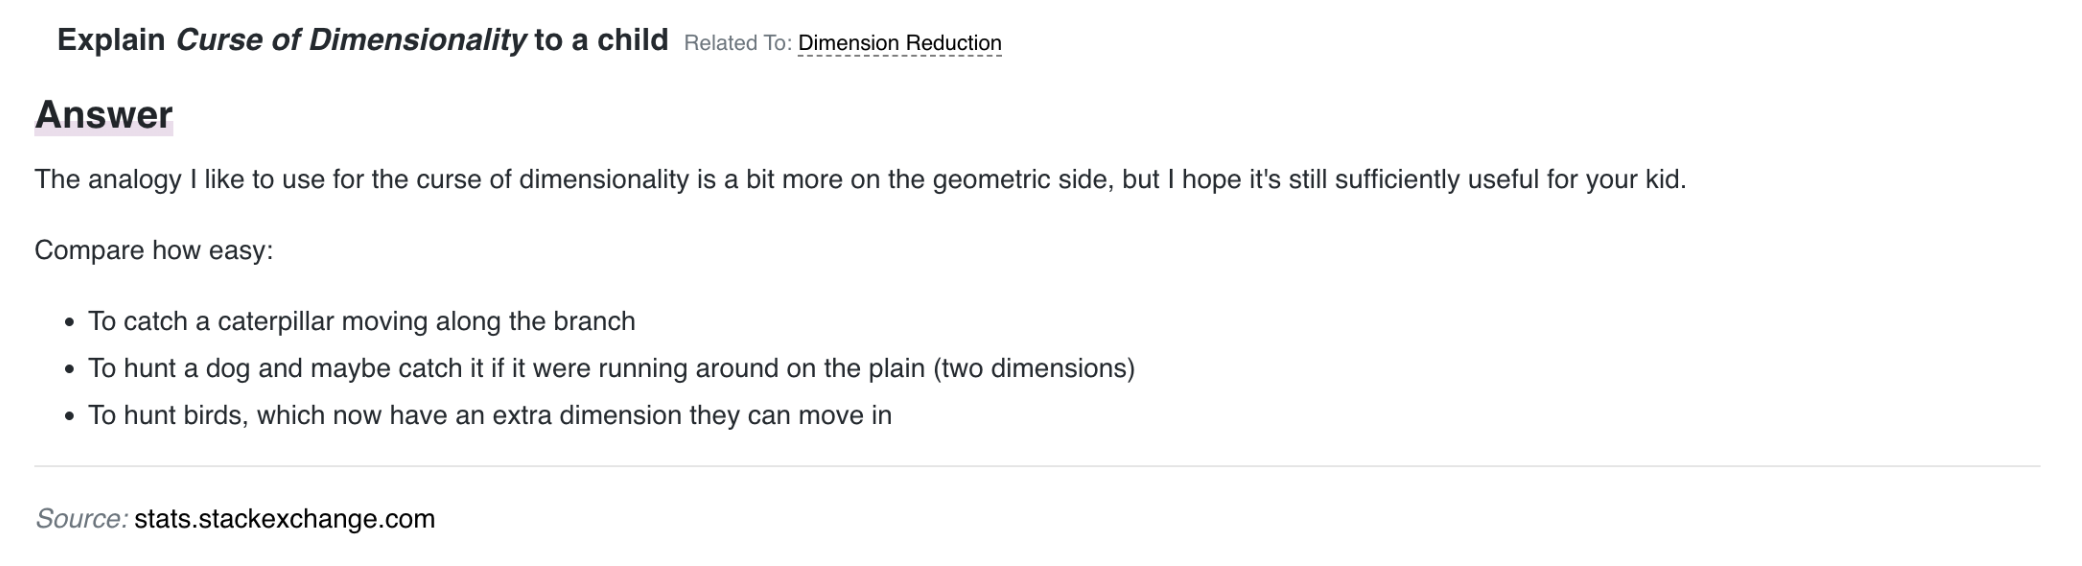 Explain Curse of Dimensionality to a child Related To: Dimension Reduction
Answer
The analogy I like to use for the curse of dimensionality is a bit more on the geometric side, but I hope it's still sufficiently useful for your kid.
Compare how easy:
• To catch a caterpillar moving along the branch
• To hunt a dog and maybe catch it if it were running around on the plain (two dimensions)
• To hunt birds, which now have an extra dimension they can move in
Source: stats.stackexchange.com